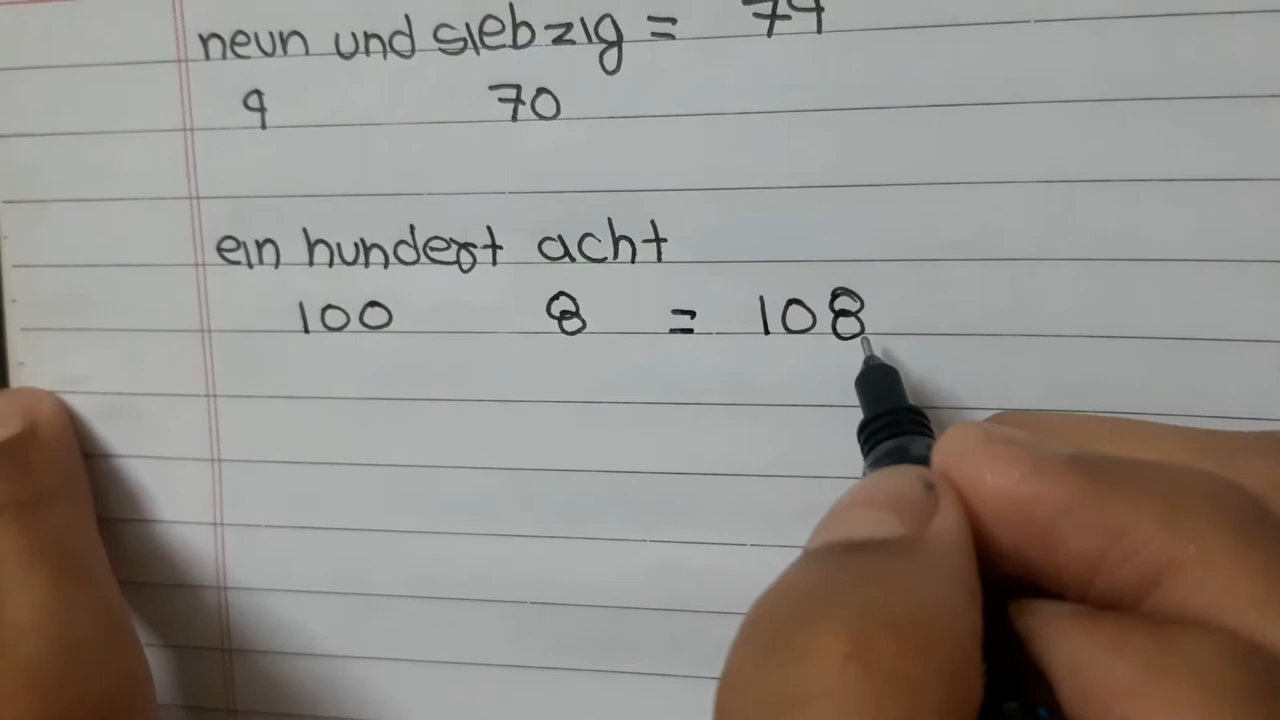 neun und siebzig = 79
9 70
ein hundert acht
100 8 = 108